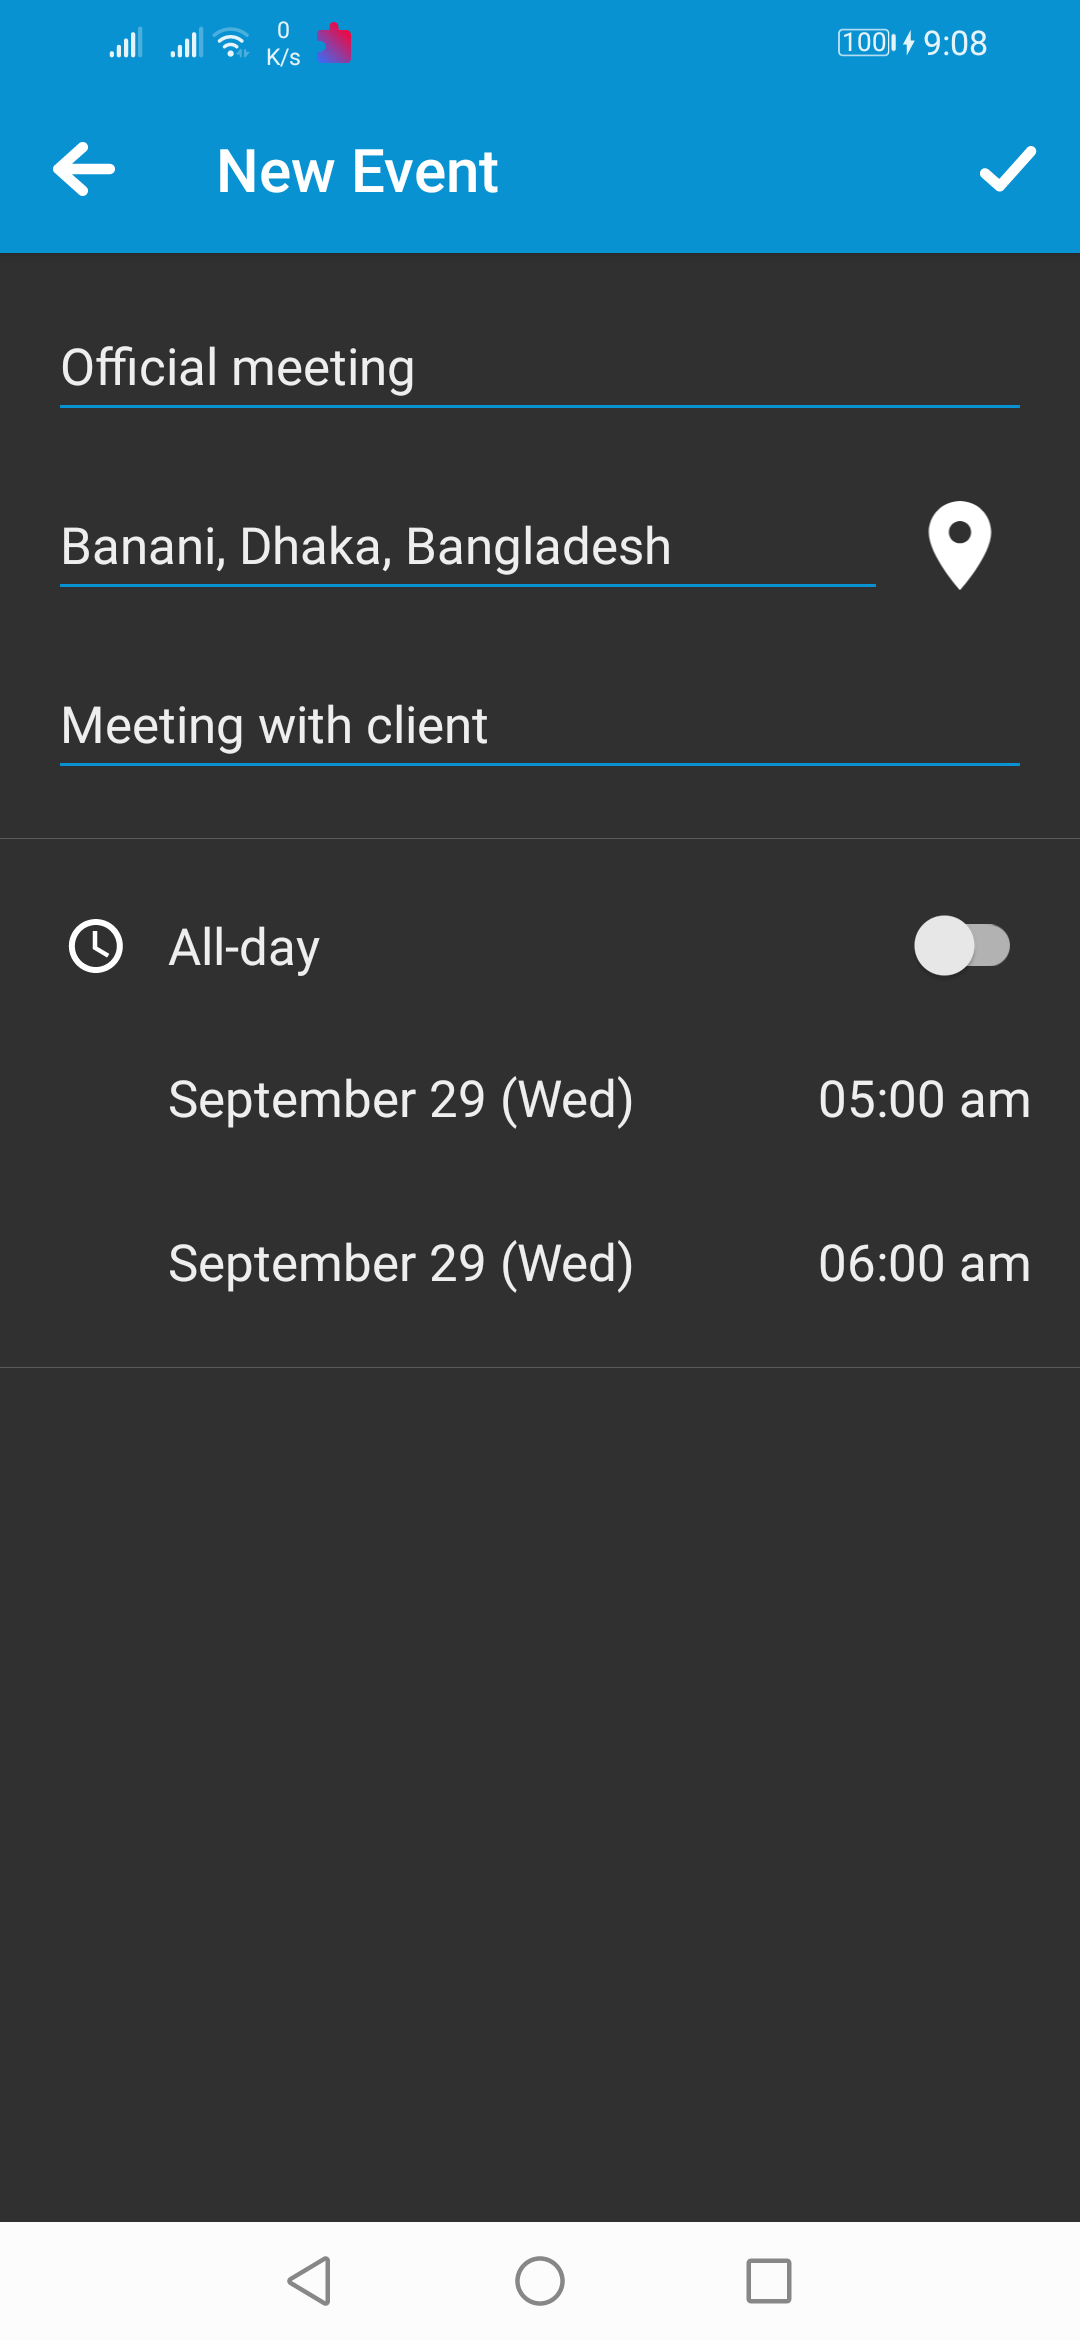 0
K/s
100 9:08
New Event
Official meeting
Banani, Dhaka, Bangladesh
Meeting with client
All-day
September 29 (Wed) 05:00 am
September 29 (Wed) 06:00 am